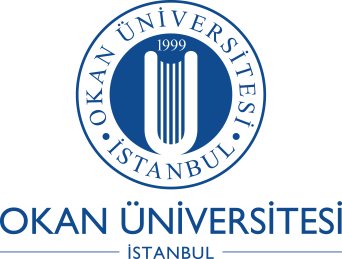 • OKAN ÜNİVERSİTESİ •
İSTANBUL
1999
OKAN ÜNİVERSİTESİ
İSTANBUL